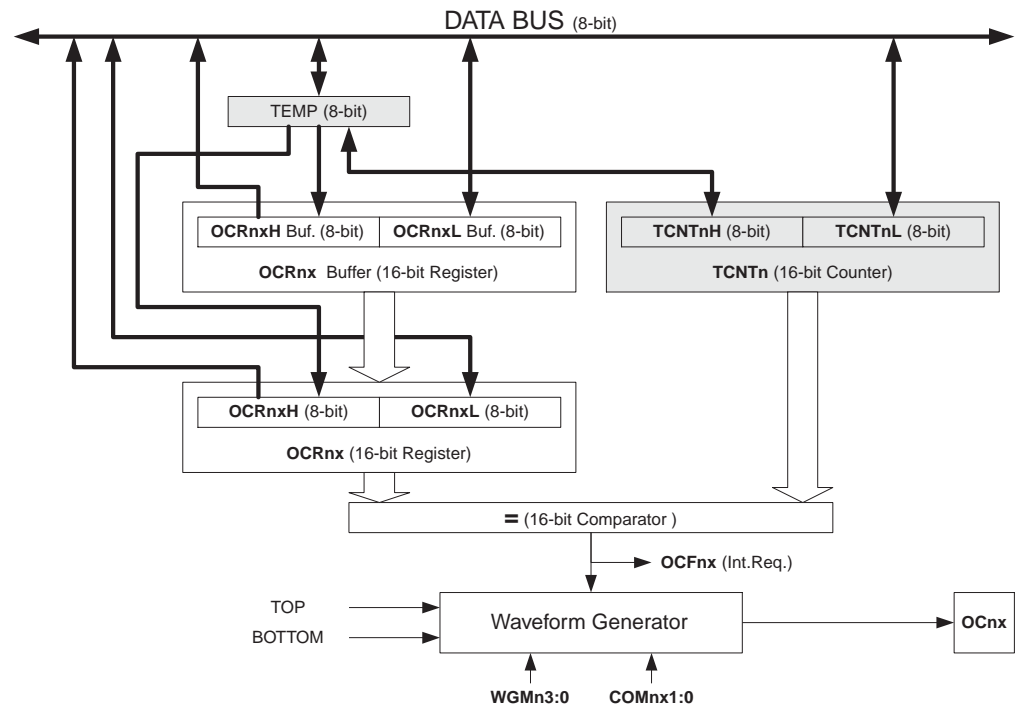 DATA BUS (8-bit)
TEMP (8-bit)
OCRnxH Buf. (8-bit) OCRnxL Buf. (8-bit)
OCRnx Buffer (16-bit Register)
TCNTnH (8-bit) TCNTnL (8-bit)
TCNTn (16-bit Counter)
OCRnxH (8-bit) OCRnxL (8-bit)
OCRnx (16-bit Register)
= (16-bit Comparator )
OCFnx (Int.Req.)
TOP
BOTTOM
Waveform Generator
OCnx
WGMn3:0 COMnx1:0